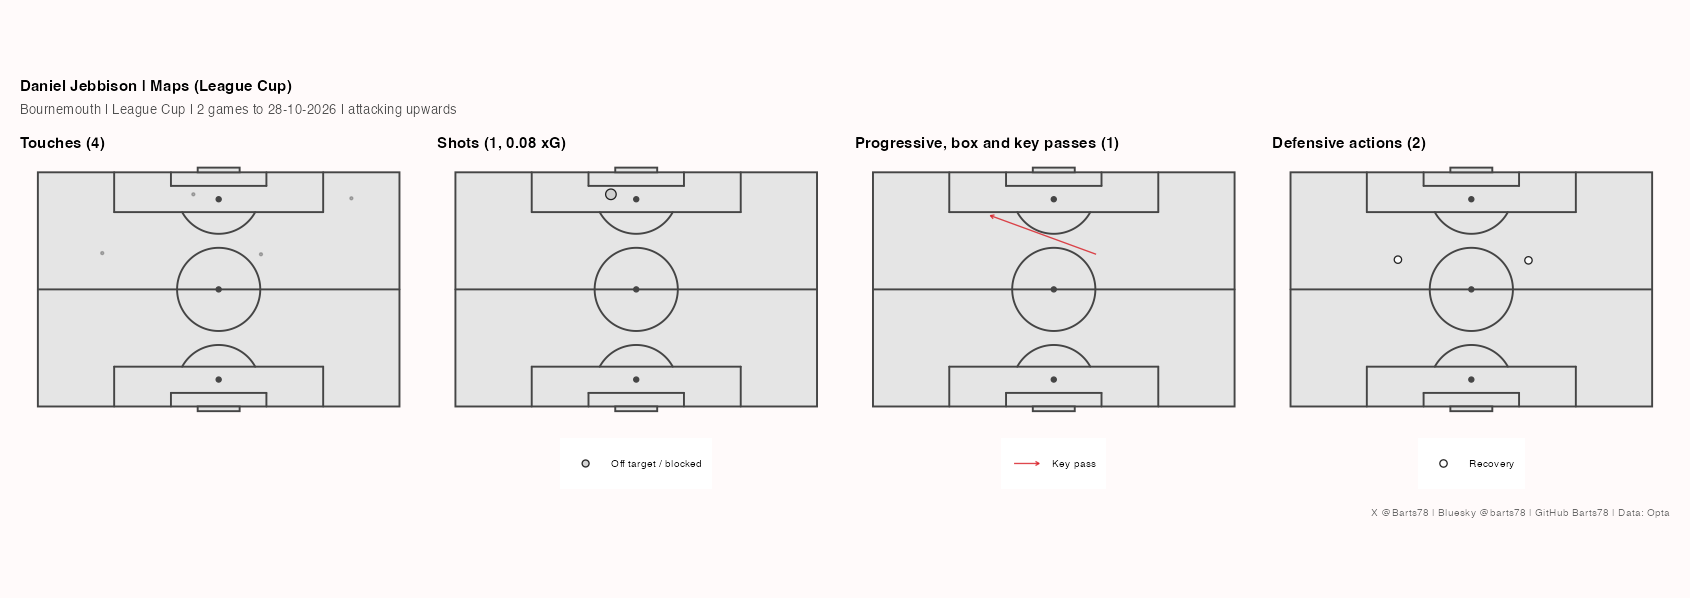 Daniel Jebbison | Maps (League Cup)
Bournemouth | League Cup | 2 games to 28-10-2026 | attacking upwards
Touches (4)
Shots (1, 0.08 xG)
Progressive, box and key passes (1)
Defensive actions (2)
Off target / blocked
Key pass
Recovery
X @Barts78 | Bluesky @barts78 | GitHub Barts78 | Data: Opta